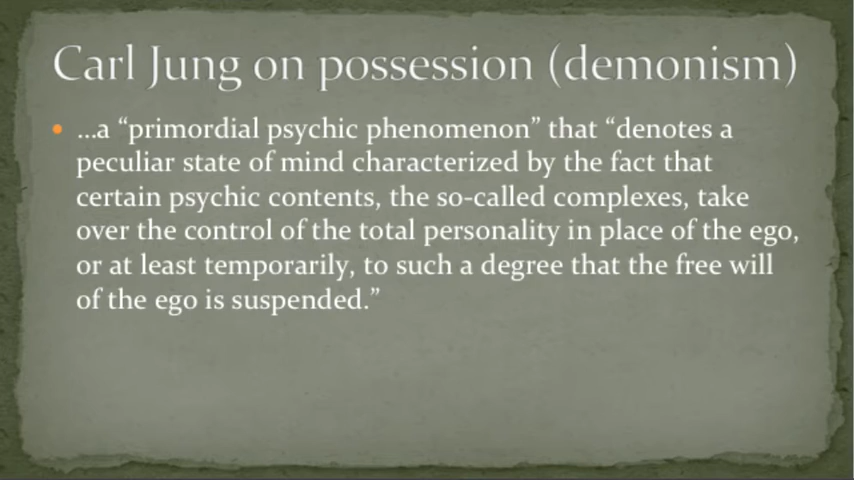 Carl Jung on possession (demonism)
• …a “primordial psychic phenomenon” that “denotes a
peculiar state of mind characterized by the fact that
certain psychic contents, the so-called complexes, take
over the control of the total personality in place of the ego,
or at least temporarily, to such a degree that the free will
of the ego is suspended.”